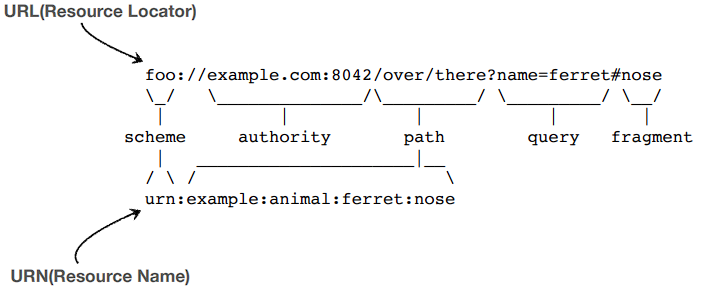 URL(Resource Locator)
foo://example.com:8042/over/there?name=ferret#nose
scheme authority path query fragment
urn:example:animal:ferret:nose
URN(Resource Name)